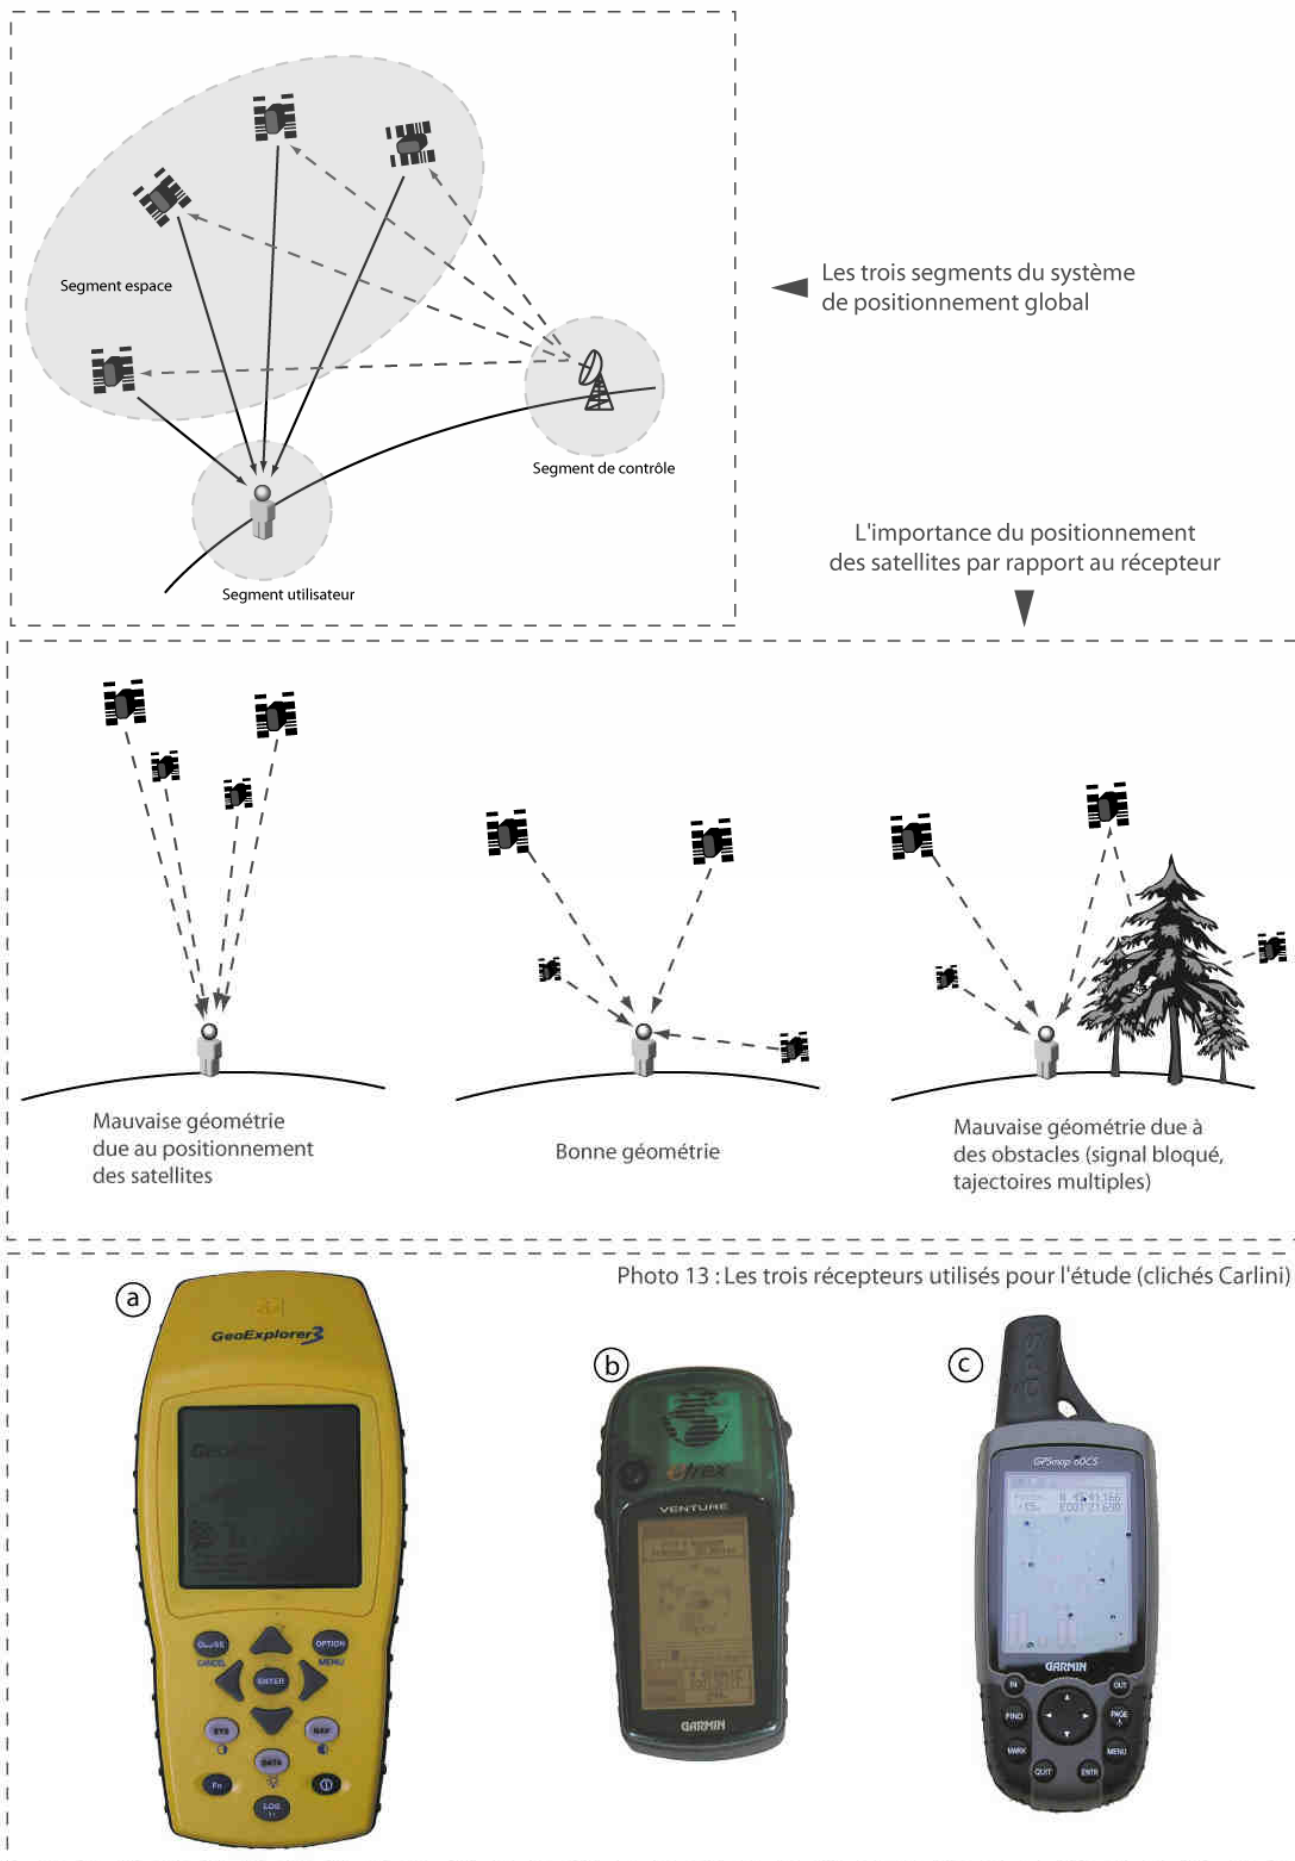 Segment espace
Segment de contrôle
Segment utilisateur
Les trois segments du système
de positionnement global
L'importance du positionnement
des satellites par rapport au récepteur
Mauvaise géométrie
due au positionnement
des satellites
Bonne géométrie
Mauvaise géométrie due à
des obstacles (signal bloqué,
tajectoires multiples)
Photo 13 : Les trois récepteurs utilisés pour l'étude (clichés Carlini)
a
GeoExplorer3
CLOSE
OPTION
CANCEL
MENU
ENTER
SYS
NAV
DATA
Fn
LOG
b
etrex
VENTURE
GARMIN
c
GPS
GPSmap 60CS
GARMIN
IN
OUT
FIND
PAGE
MARK
MENU
QUIT
ENTR